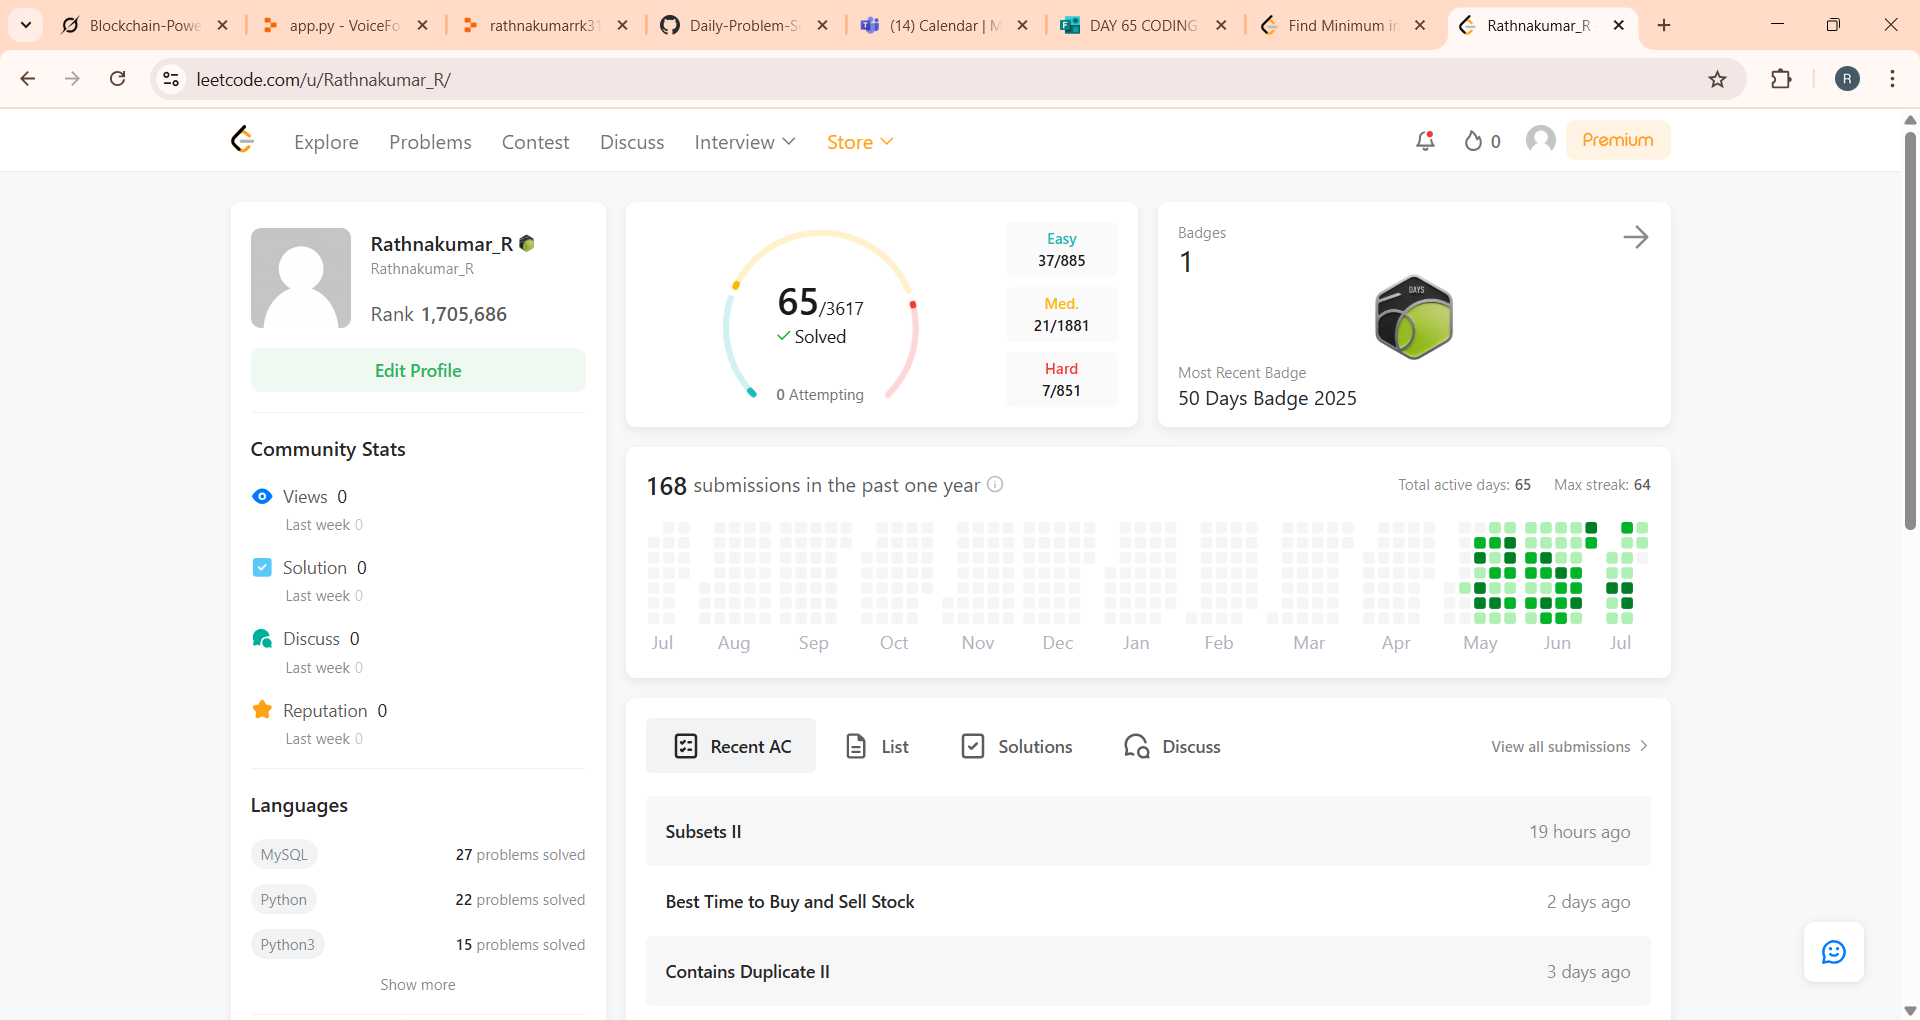 Blockchain-Powe
app.py - VoiceFo
rathnakumarrk31
Daily-Problem-S
(14) Calendar | M
DAY 65 CODING
Find Minimum in
Rathnakumar_R
leetcode.com/u/Rathnakumar_R/
R
Explore
Problems
Contest
Discuss
Interview
Store
0
Premium
Rathnakumar_R
Rathnakumar_R
Rank 1,705,686
Edit Profile
Community Stats
Views 0
Last week 0
Solution 0
Last week 0
Discuss 0
Last week 0
Reputation 0
Last week 0
Languages
MySQL
27 problems solved
Python
22 problems solved
Python3
15 problems solved
Show more
65/3617
Solved
0 Attempting
Easy
37/885
Med.
21/1881
Hard
7/851
Badges
1
DAYS
Most Recent Badge
50 Days Badge 2025
168 submissions in the past one year
Total active days: 65
Max streak: 64
Jul
Aug
Sep
Oct
Nov
Dec
Jan
Feb
Mar
Apr
May
Jun
Jul
Recent AC
List
Solutions
Discuss
View all submissions
Subsets II
19 hours ago
Best Time to Buy and Sell Stock
2 days ago
Contains Duplicate II
3 days ago